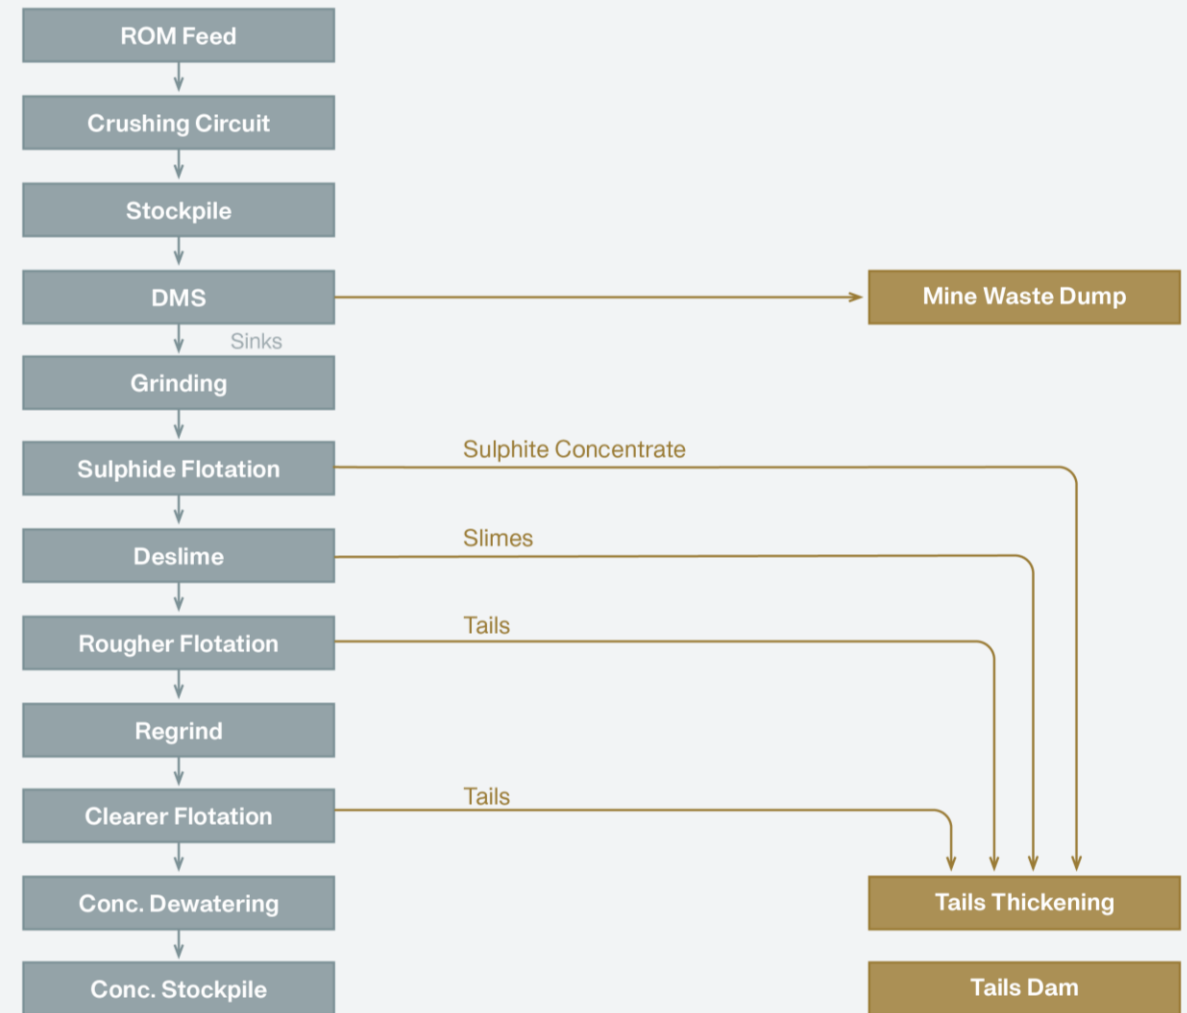 ROM Feed
Crushing Circuit
Stockpile
DMS
Mine Waste Dump
Sinks
Grinding
Sulphide Flotation
Sulphite Concentrate
Deslime
Slimes
Rougher Flotation
Tails
Regrind
Clearer Flotation
Tails
Conc. Dewatering
Tails Thickening
Conc. Stockpile
Tails Dam